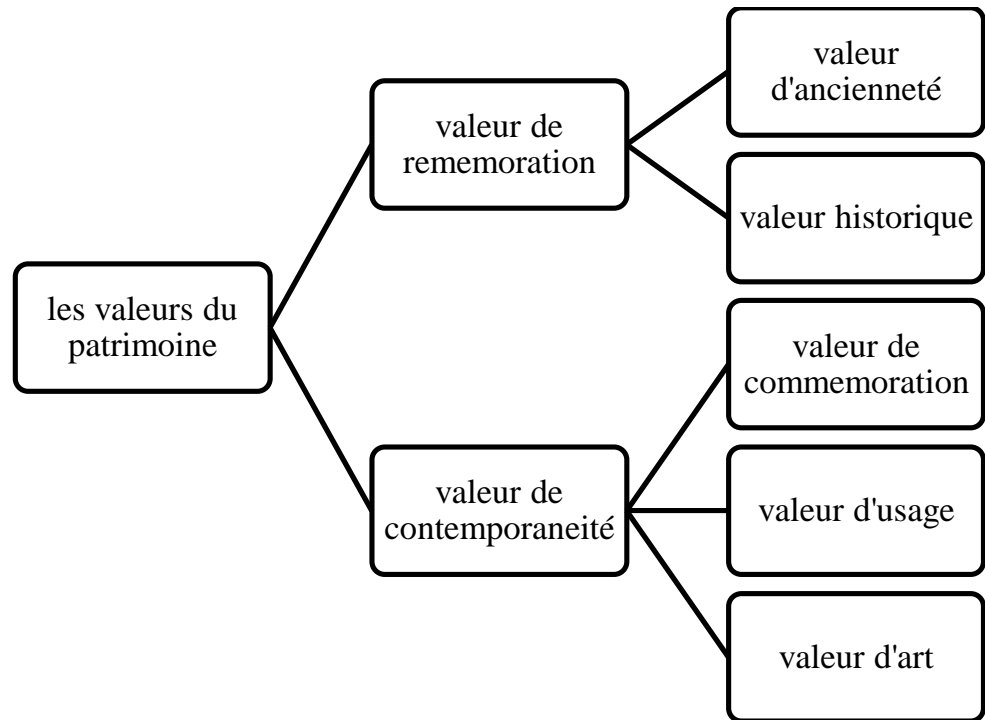 les valeurs du
patrimoine
valeur de
rememoration
valeur
d'ancienneté
valeur historique
valeur de
contemporaneité
valeur de
commemoration
valeur d'usage
valeur d'art